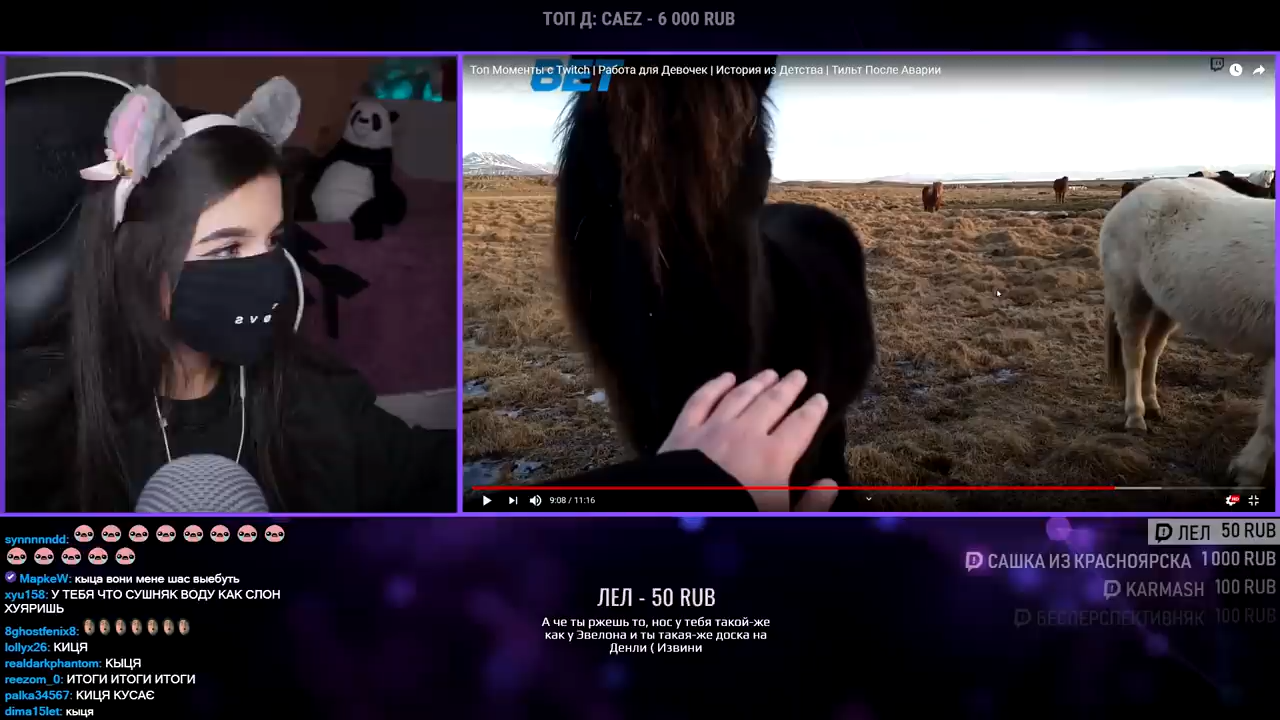 ТОП Д: CAEZ - 6 000 RUB
Топ Моменты с Twitch | Работа для Девочек | История из Детства | Тильт После Аварии
BET
9:08 / 11:16
HD
synnnnndd:
MapkeW: кыца вони мене шас выебуть
xyu158: У ТЕБЯ ЧТО СУШНЯК ВОДУ КАК СЛОН
ХУЯРИШЬ
8ghostfenix8:
lollyx26: КИЦЯ
realdarkphantom: КЫЦЯ
reezom_0: ИТОГИ ИТОГИ ИТОГИ
palka34567: КИЦЯ КУСАЄ
dima15let: кыця
ЛЕЛ - 50 RUB
А че ты ржешь то, нос у тебя такой-же
как у Эвелона и ты такая-же доска на
Денли ( Извини
ЛЕЛ 50 RUB
САШКА ИЗ КРАСНОЯРСКА 1 000 RUB
KARMASH 100 RUB
БЕСПЕРСПЕКТИВНЯК 100 RUB